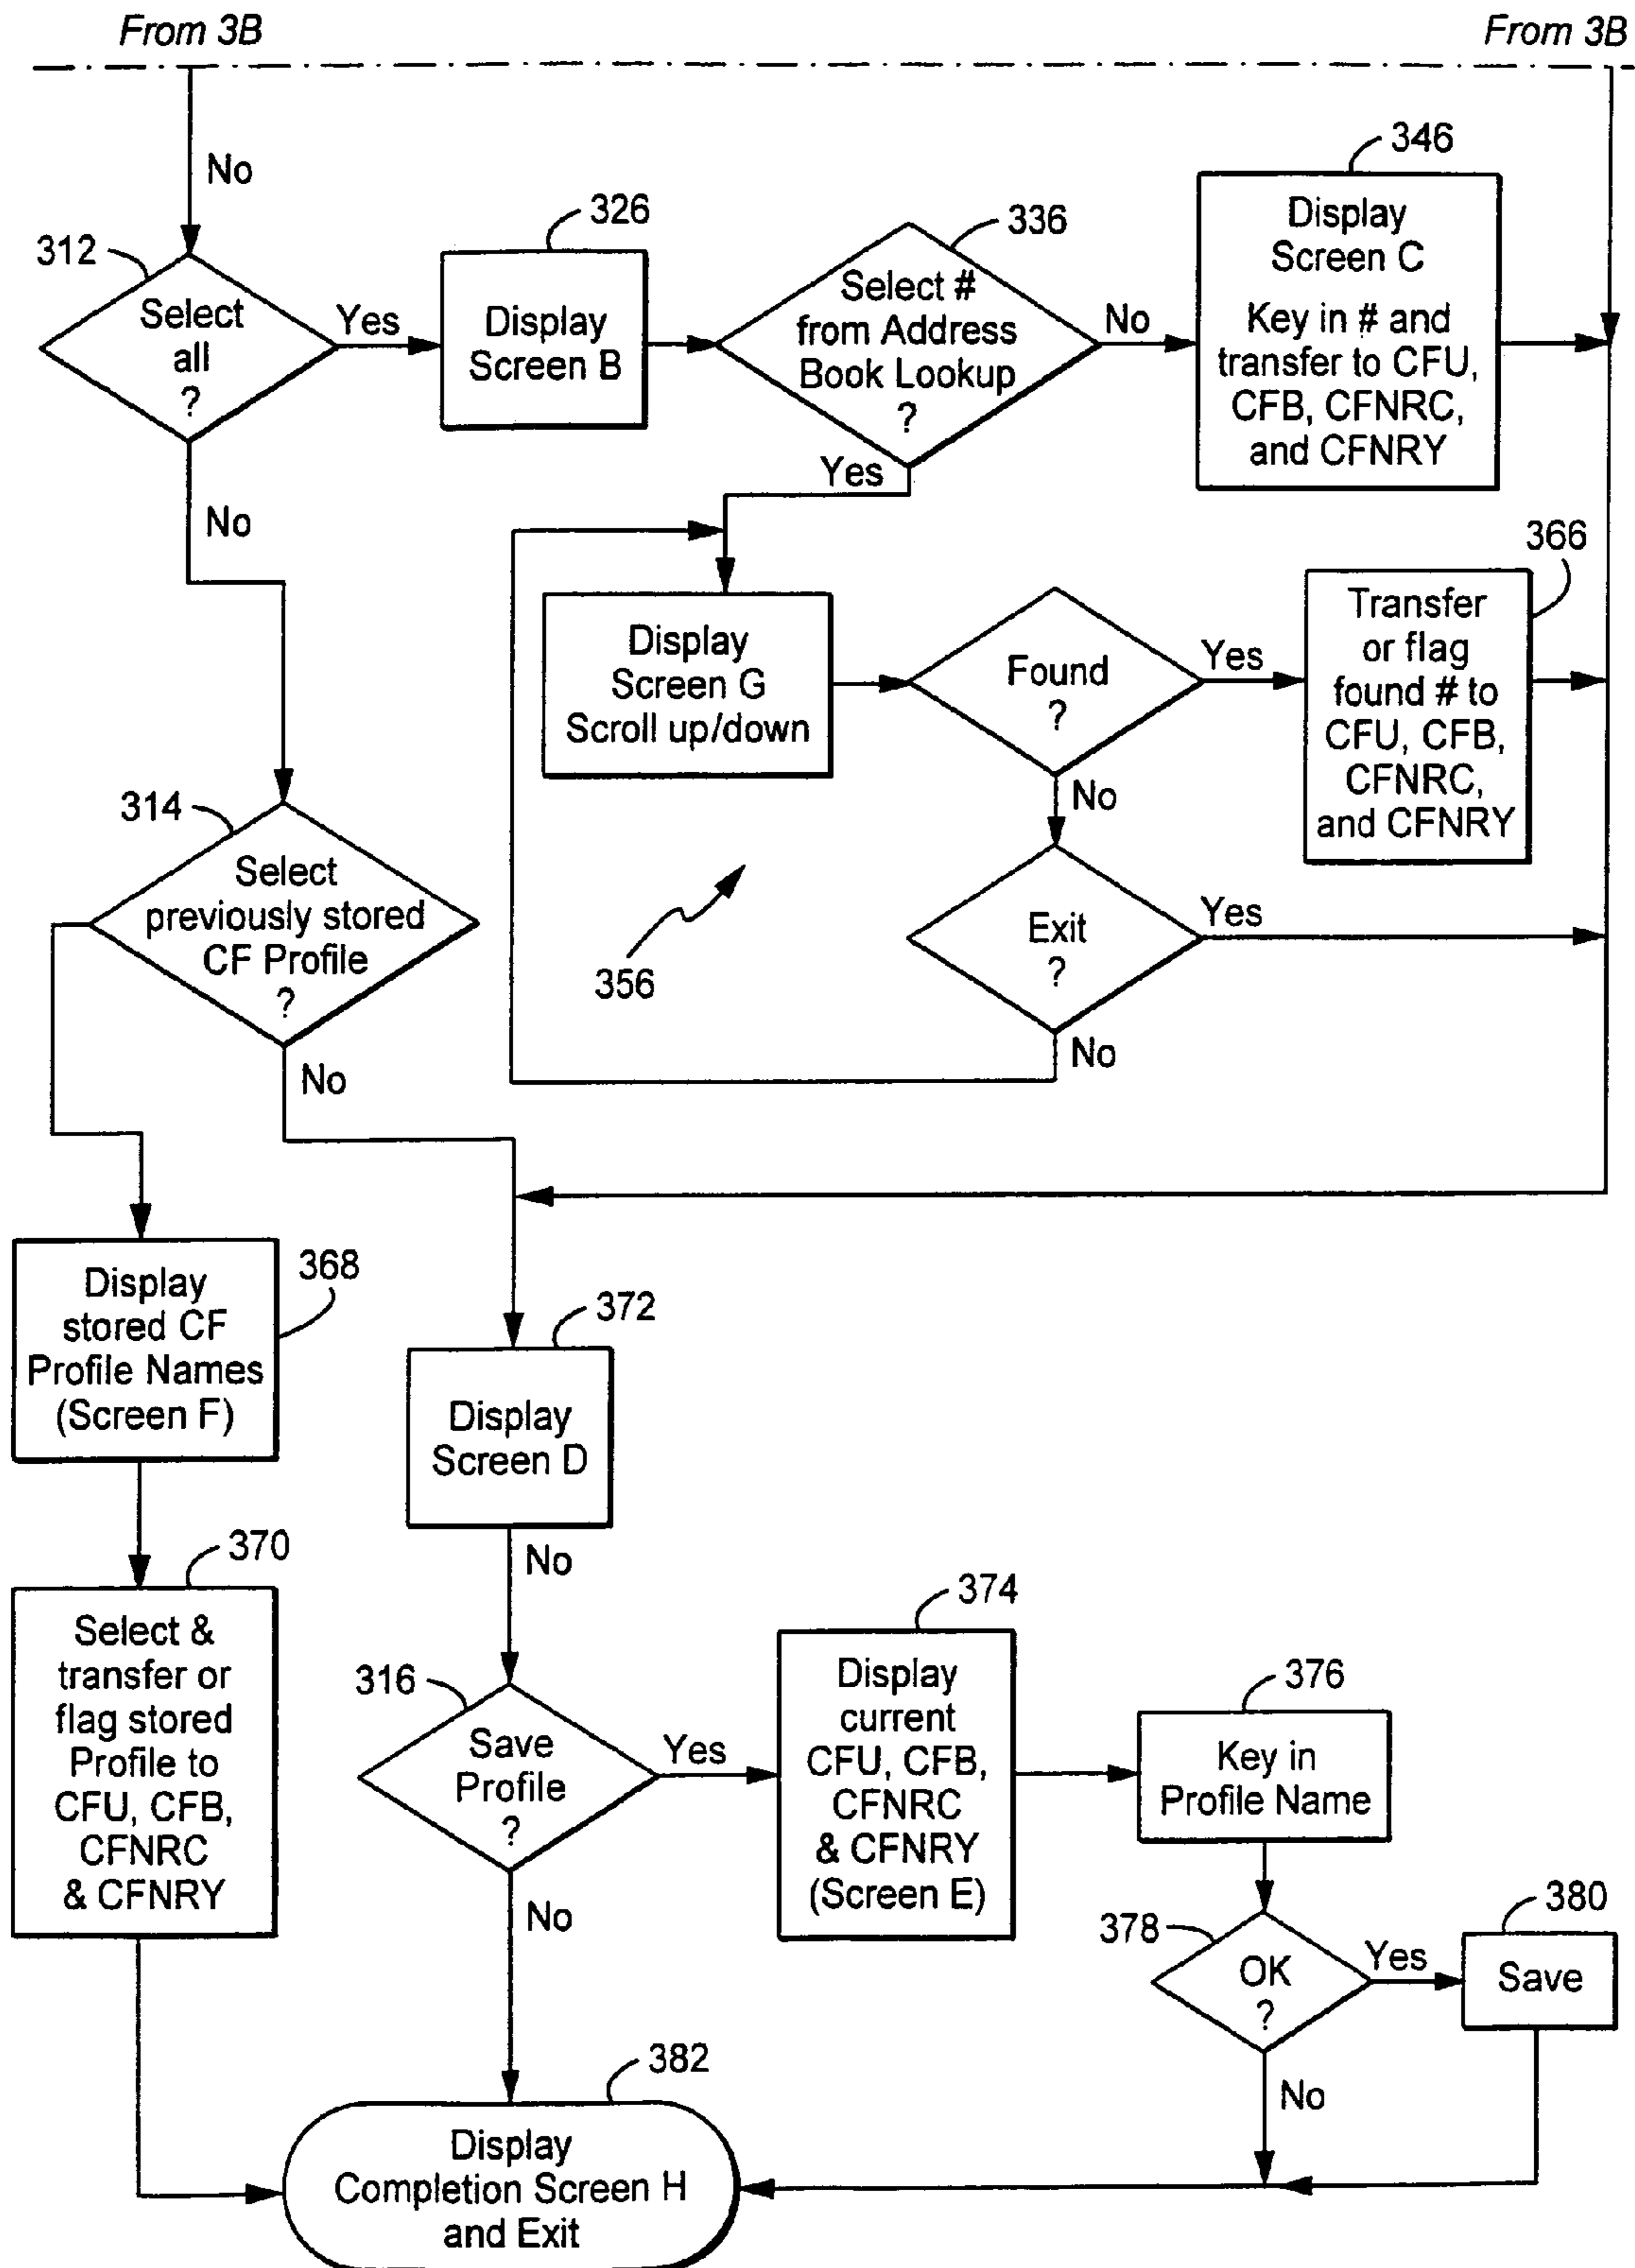 From 3B
From 3B
No
312
Select
all
?
Yes
326
Display
Screen B
336
Select #
from Address
Book Lookup
?
No
346
Display
Screen C
Key in # and
transfer to CFU,
CFB, CFNRC,
and CFNRY
Yes
No
Display
Screen G
Scroll up/down
Found
?
Yes
366
Transfer
or flag
found # to
CFU, CFB,
CFNRC,
and CFNRY
No
314
Select
previously stored
CF Profile
?
356
Exit
?
Yes
No
No
Display
stored CF
Profile Names
(Screen F)
368
372
Display
Screen D
No
370
Select &
transfer or
flag stored
Profile to
CFU, CFB,
CFNRC
& CFNRY
316
Save
Profile
?
Yes
374
Display
current
CFU, CFB,
CFNRC
& CFNRY
(Screen E)
376
Key in
Profile Name
No
378
OK
?
Yes
380
Save
No
382
Display
Completion Screen H
and Exit